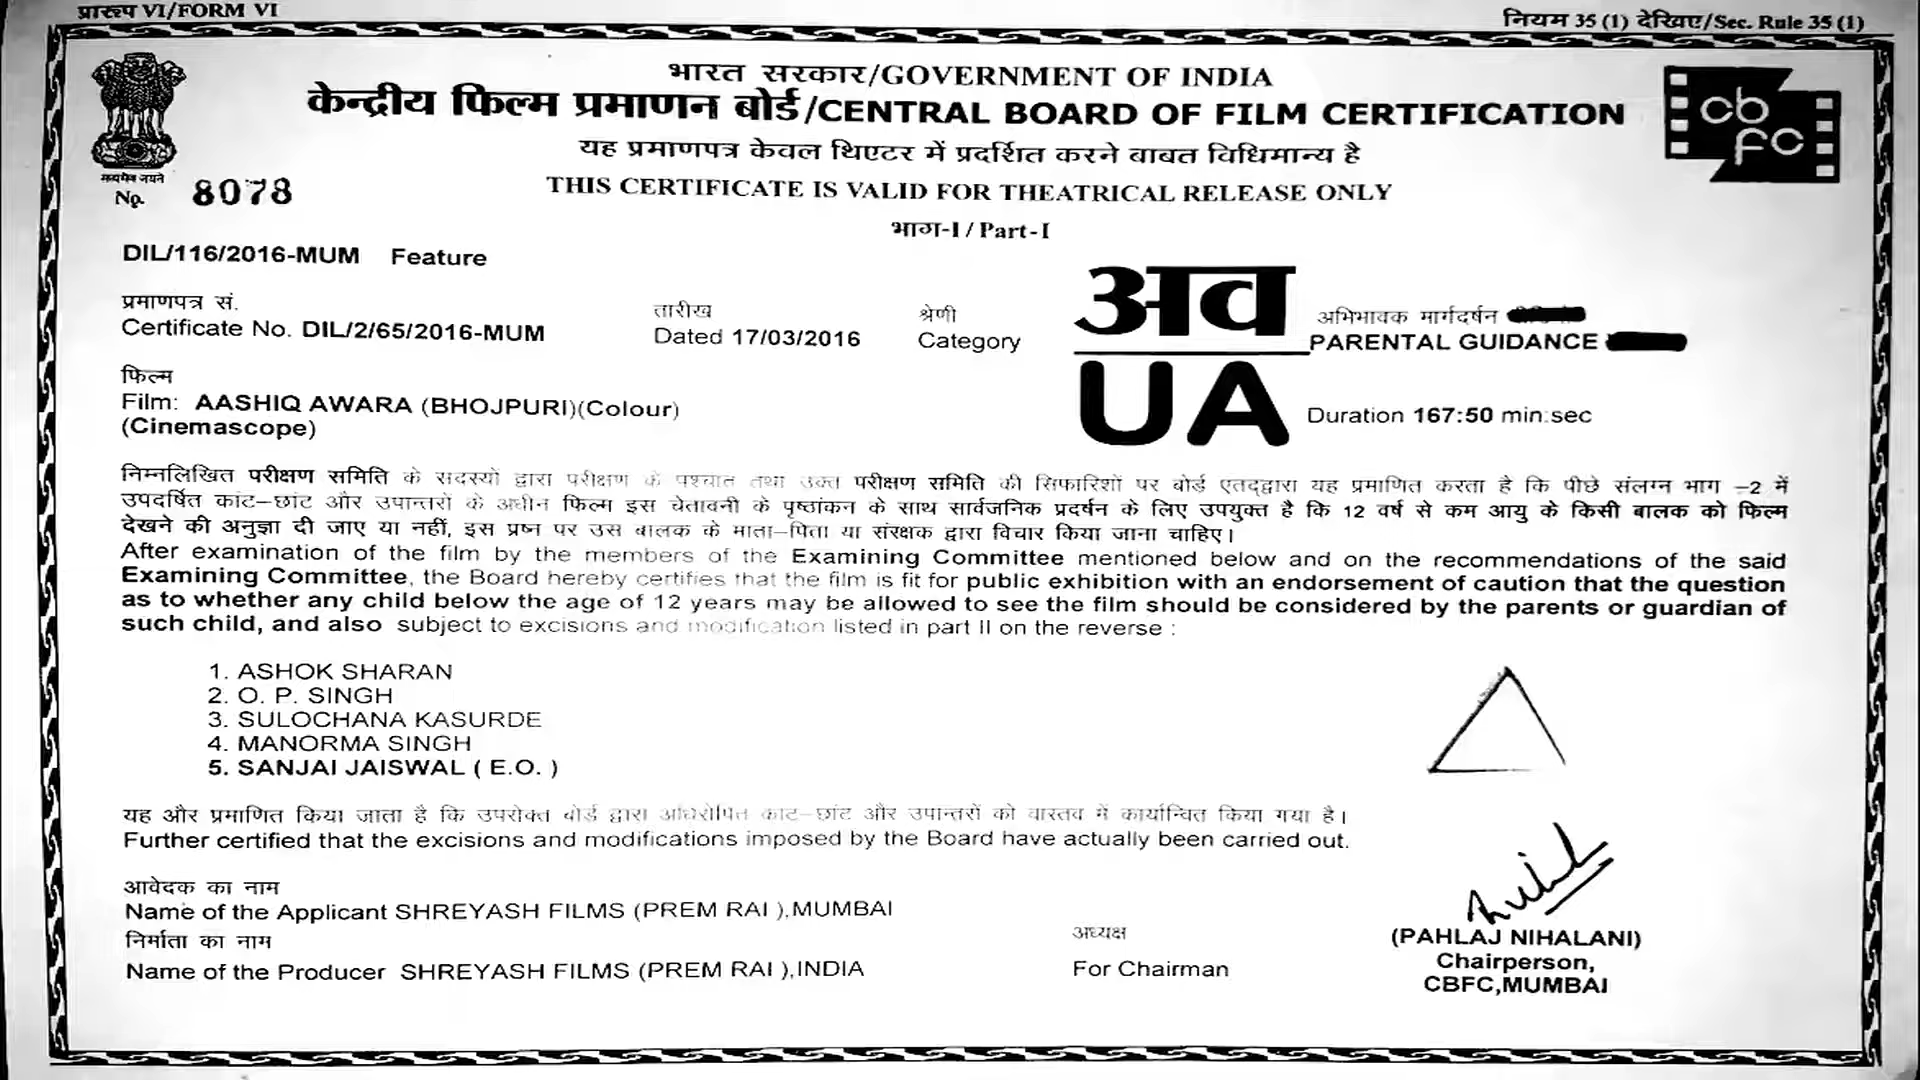 प्रारूप VI/FORM VI
नियम 35 (1) देखिए/Sec. Rule 35 (1)
भारत सरकार/GOVERNMENT OF INDIA
केन्द्रीय फिल्म प्रमाणन बोर्ड/CENTRAL BOARD OF FILM CERTIFICATION
cb
fc
यह प्रमाणपत्र केवल थिएटर में प्रदर्शित करने बाबत विधिमान्य है
सत्यमेव जयते
No. 8078
THIS CERTIFICATE IS VALID FOR THEATRICAL RELEASE ONLY
भाग-I / Part-I
DIL/116/2016-MUM Feature
प्रमाणपत्र सं.
Certificate No. DIL/2/65/2016-MUM
तारीख
Dated 17/03/2016
श्रेणी
Category
अव
UA
अभिभावक मार्गदर्शन
PARENTAL GUIDANCE
फिल्म
Film: AASHIQ AWARA (BHOJPURI)(Colour)
(Cinemascope)
Duration 167:50 min:sec
निम्नलिखित परीक्षण समिति के सदस्यों द्वारा परीक्षण के पश्चात तथा उक्त परीक्षण समिति की सिफारिशों पर बोर्ड एतद्द्वारा यह प्रमाणित करता है कि पीछे संलग्न भाग -2 में
उपदर्षित कांट-छांट और उपान्तरों के अधीन फिल्म इस चेतावनी के पृष्ठांकन के साथ सार्वजनिक प्रदर्षन के लिए उपयुक्त है कि 12 वर्ष से कम आयु के किसी बालक को फिल्म
देखने की अनुज्ञा दी जाए या नहीं, इस प्रष्न पर उस बालक के माता-पिता या संरक्षक द्वारा विचार किया जाना चाहिए।
After examination of the film by the members of the Examining Committee mentioned below and on the recommendations of the said
Examining Committee, the Board hereby certifies that the film is fit for public exhibition with an endorsement of caution that the question
as to whether any child below the age of 12 years may be allowed to see the film should be considered by the parents or guardian of
such child, and also subject to excisions and modification listed in part II on the reverse :
1. ASHOK SHARAN
2. O. P. SINGH
3. SULOCHANA KASURDE
4. MANORMA SINGH
5. SANJAI JAISWAL ( E.O. )
यह और प्रमाणित किया जाता है कि उपरोक्त बोर्ड द्वारा अधिरोपित काट-छांट और उपान्तरों को वास्तव में कार्यान्वित किया गया है।
Further certified that the excisions and modifications imposed by the Board have actually been carried out.
आवेदक का नाम
Name of the Applicant SHREYASH FILMS (PREM RAI ),MUMBAI
निर्माता का नाम
Name of the Producer SHREYASH FILMS (PREM RAI ),INDIA
अध्यक्ष
For Chairman
(PAHLAJ NIHALANI)
Chairperson,
CBFC,MUMBAI